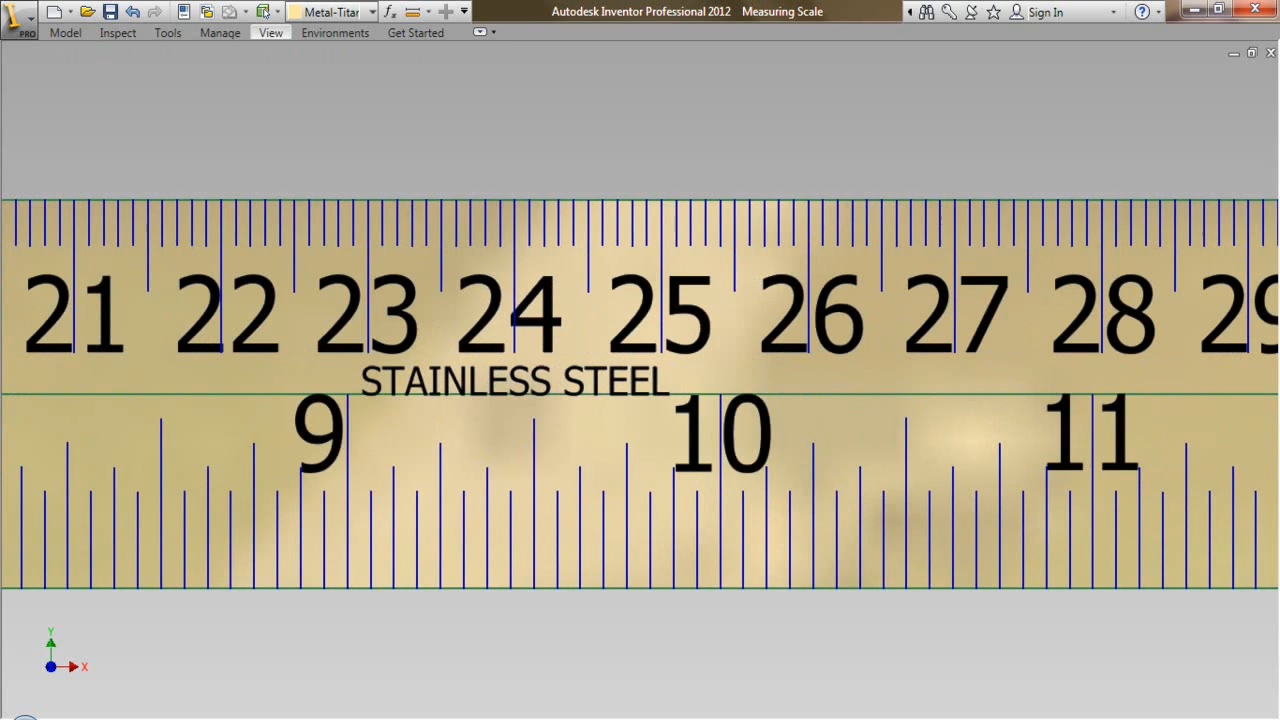 Metal-Titar
Autodesk Inventor Professional 2012 Measuring Scale
Sign In
PRO
Model Inspect Tools Manage View Environments Get Started
21 22 23 24 25 26 27 28 29
STAINLESS STEEL
9 10 11
Y
X